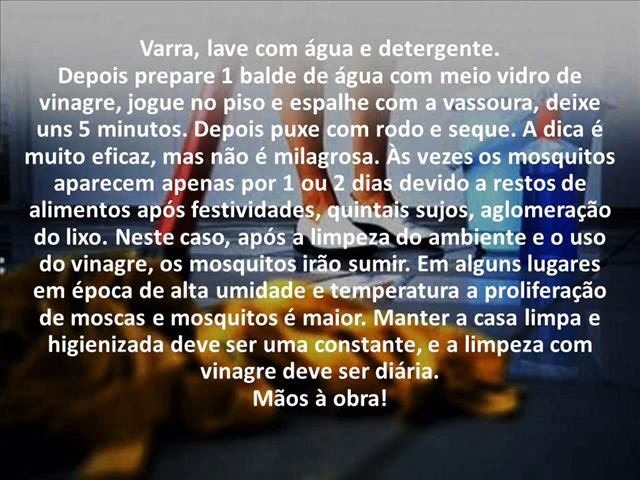 Varra, lave com água e detergente.
Depois prepare 1 balde de água com meio vidro de
vinagre, jogue no piso e espalhe com a vassoura, deixe
uns 5 minutos. Depois puxe com rodo e seque. A dica é
muito eficaz, mas não é milagrosa. Às vezes os mosquitos
aparecem apenas por 1 ou 2 dias devido a restos de
alimentos após festividades, quintais sujos, aglomeração
do lixo. Neste caso, após a limpeza do ambiente e o uso
do vinagre, os mosquitos irão sumir. Em alguns lugares
em época de alta umidade e temperatura a proliferação
de moscas e mosquitos é maior. Manter a casa limpa e
higienizada deve ser uma constante, e a limpeza com
vinagre deve ser diária.
Mãos à obra!